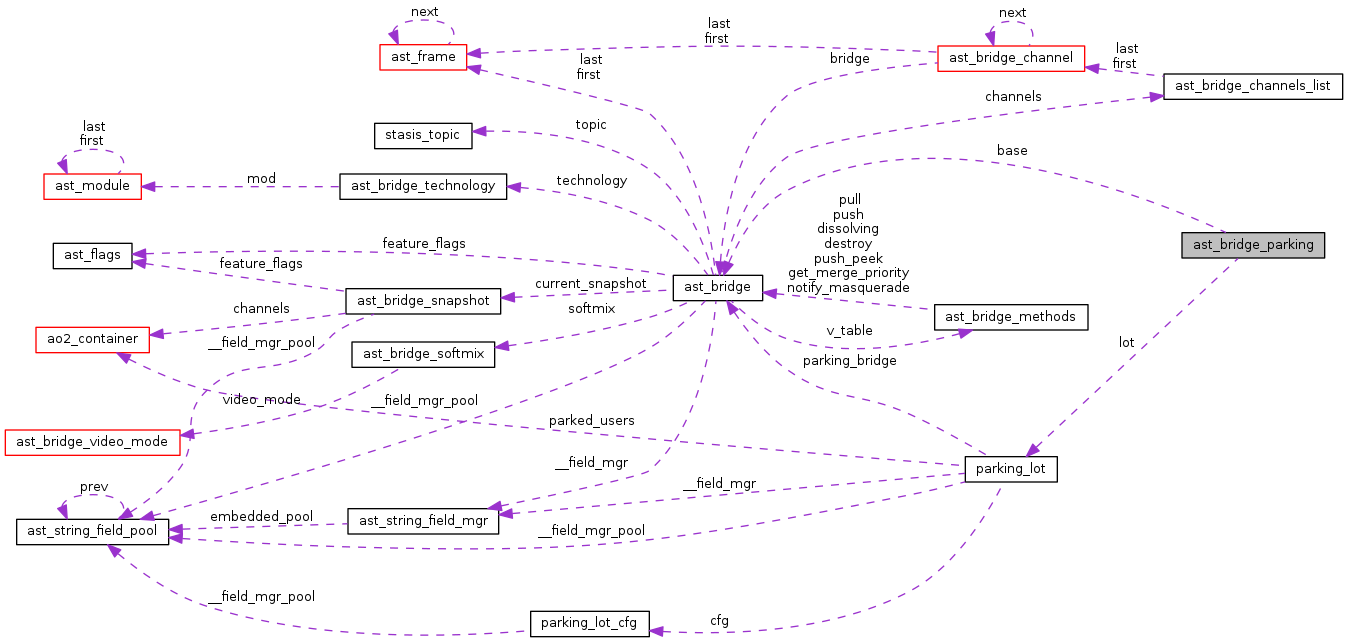 next
ast_frame
last
first
next
ast_bridge_channel
last
first
ast_bridge_channels_list
last
first
bridge
channels
last
first
ast_module
stasis_topic
topic
base
mod
ast_bridge_technology
technology
pull
push
dissolving
destroy
push_peek
get_merge_priority
notify_masquerade
ast_bridge_parking
ast_flags
feature_flags
feature_flags
ast_bridge_snapshot
current_snapshot
ast_bridge
channels
softmix
ast_bridge_methods
ao2_container
__field_mgr_pool
ast_bridge_softmix
v_table
lot
parking_bridge
video_mode
__field_mgr_pool
parked_users
ast_bridge_video_mode
__field_mgr
parking_lot
prev
__field_mgr
embedded_pool
ast_string_field_mgr
ast_string_field_pool
__field_mgr_pool
__field_mgr_pool
parking_lot_cfg
cfg